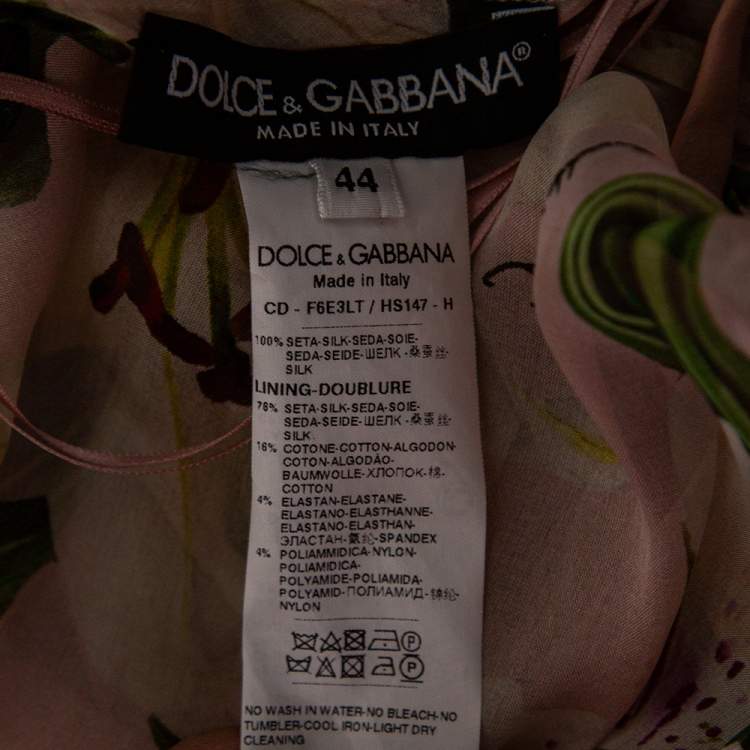 DOLCE & GABBANA®
MADE IN ITALY
44
DOLCE & GABBANA
Made in Italy
CD - F6E3LT / HS147 - H
100% SETA-SILK-SEDA-SOIE-
SEDA-SEIDE-ШЕЛК-桑蚕丝-
SILK
LINING-DOUBLURE
76% SETA-SILK-SEDA-SOIE-
SEDA-SEIDE-ШЕЛК-桑蚕丝-
SILK
16% COTONE-COTTON-ALGODON-
COTON-ALGODÃO-
BAUMWOLLE-ХЛОПОК-棉-
COTTON
4% ELASTAN-ELASTANE-
ELASTANO-ELASTHANNE-
ELASTANO-ELASTHAN-
ЭЛАСТАН-氨纶-SPANDEX
4% POLIAMMIDICA-NYLON-
POLIAMIDICA-
POLYAMIDE-POLIAMIDA-
POLYAMID-ПОЛИАМИД-锦纶-
NYLON
P
P
NO WASH IN WATER-NO BLEACH-NO
TUMBLER-COOL IRON-LIGHT DRY
CLEANING